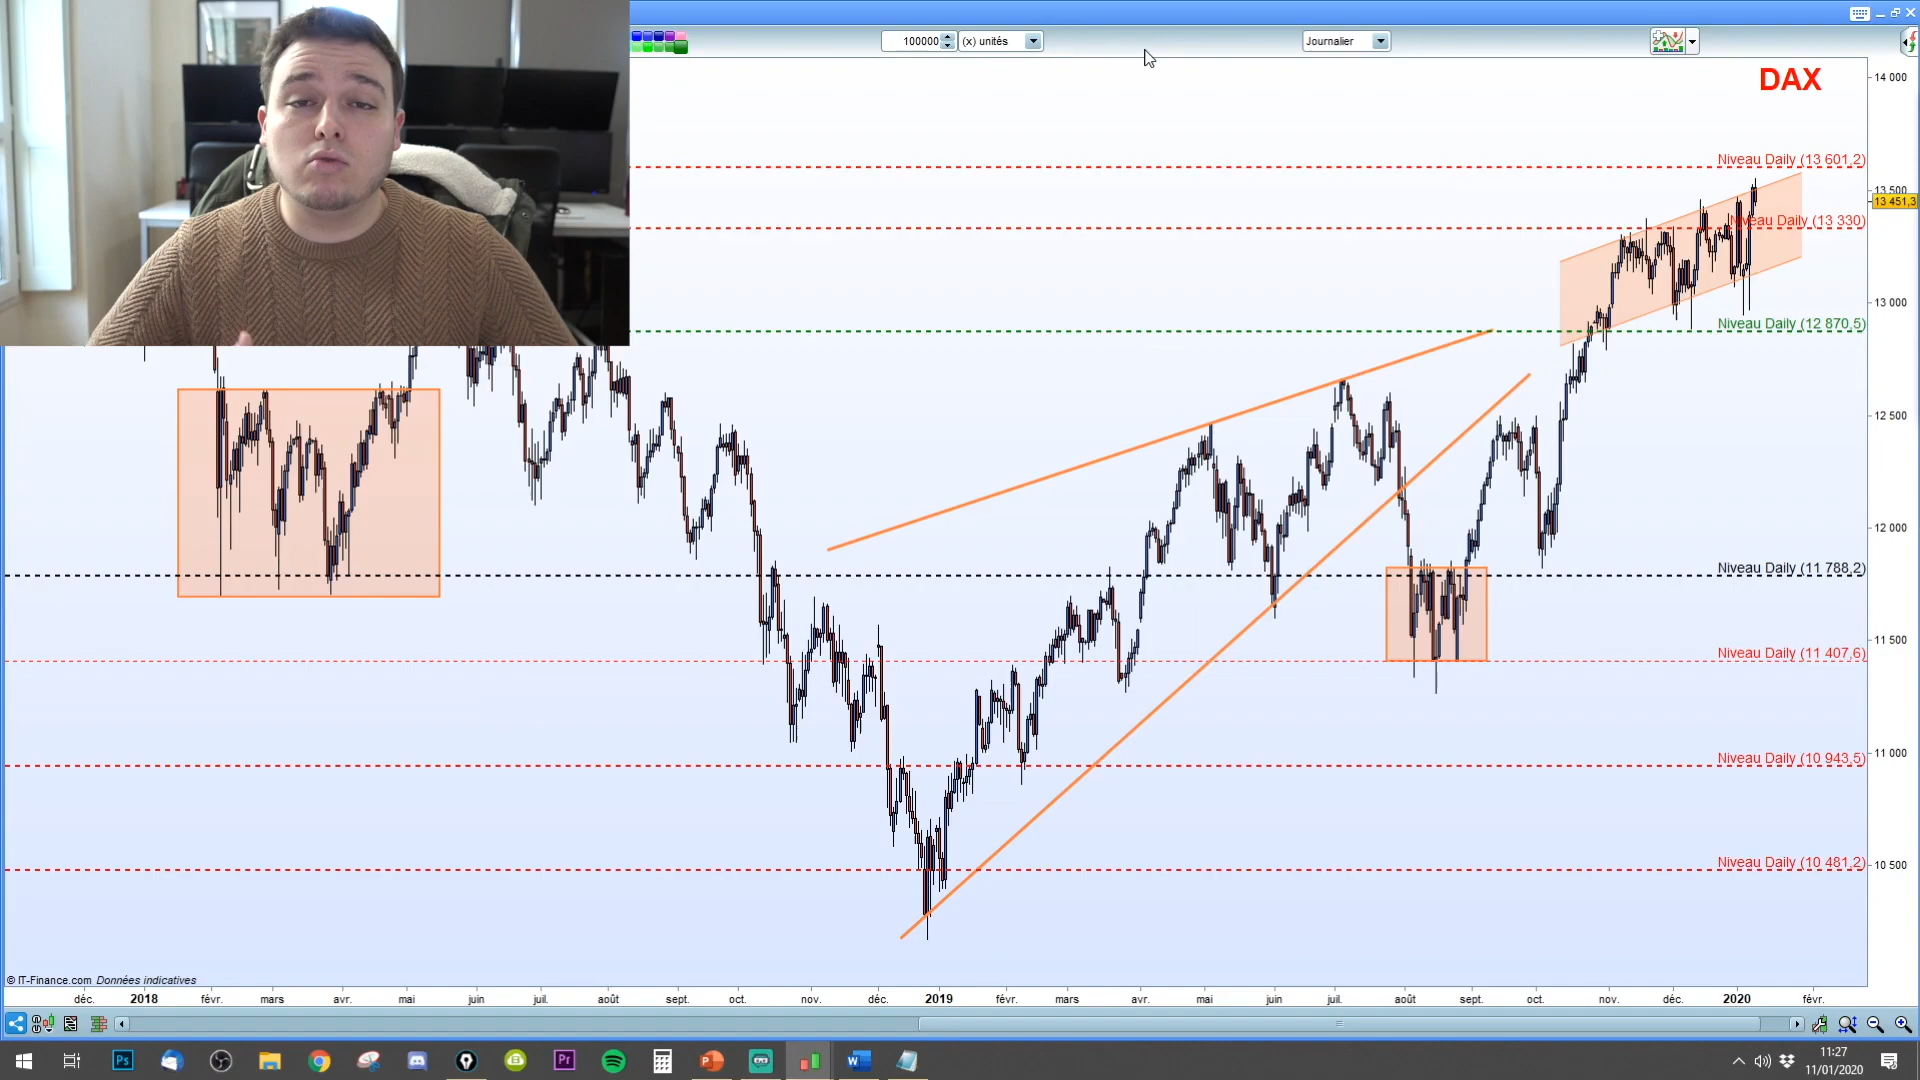 100000
(x) unités
Journalier
DAX
14 000
Niveau Daily (13 601,2)
13 500
13 451,3
Niveau Daily (13 330)
13 000
Niveau Daily (12 870,5)
12 500
12 000
Niveau Daily (11 788,2)
11 500
Niveau Daily (11 407,6)
11 000
Niveau Daily (10 943,5)
Niveau Daily (10 481,2)
10 500
© IT-Finance.com Données indicatives
déc. 2018 févr. mars avr. mai juin juil. août sept. oct. nov. déc. 2019 févr. mars avr. mai juin juil. août sept. oct. nov. déc. 2020 févr.
Ps
Pr
P
W
11:27
11/01/2020